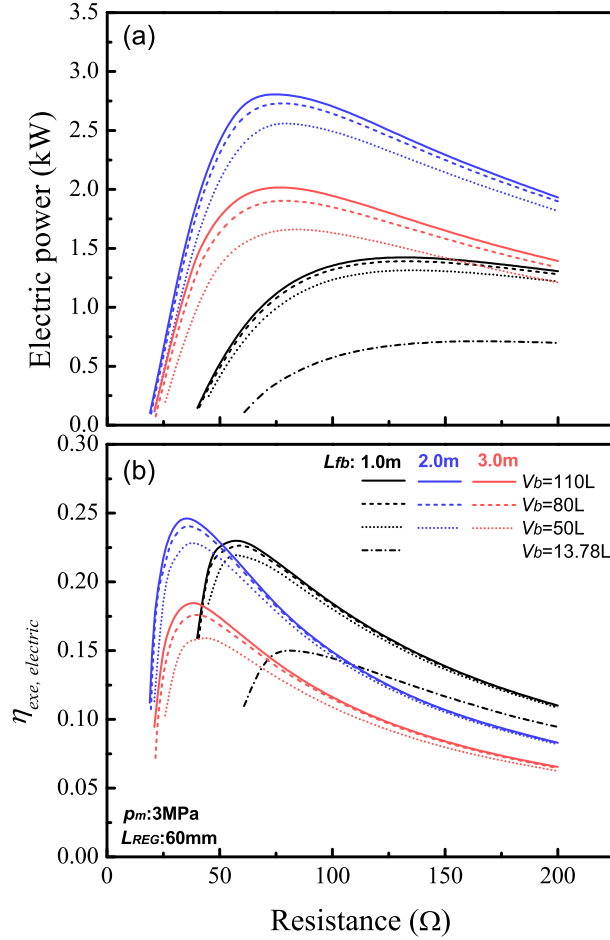 (a)
3.5
3.0
2.5
2.0
1.5
1.0
0.5
0.0
Electric power (kW)
(b)
0.30
0.25
0.20
0.15
0.10
0.05
0.00
ηexe, electric
Lfb: 1.0m 2.0m 3.0m
Vb=110L
Vb=80L
Vb=50L
Vb=13.78L
pm:3MPa
LREG:60mm
0 50 100 150 200
Resistance (Ω)